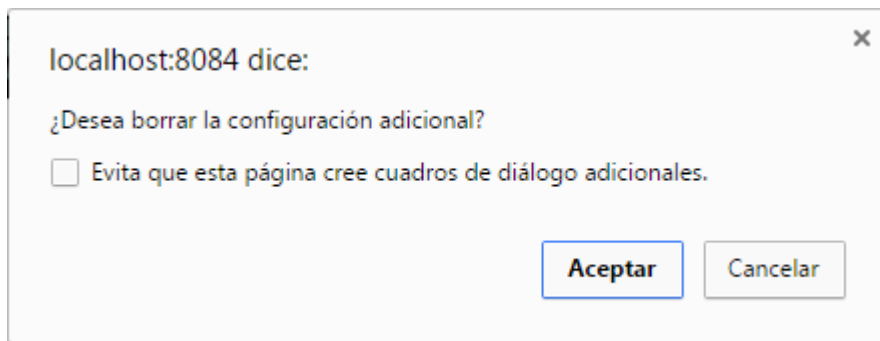 localhost:8084 dice:
¿Desea borrar la configuración adicional?
Evita que esta página cree cuadros de diálogo adicionales.
Aceptar Cancelar